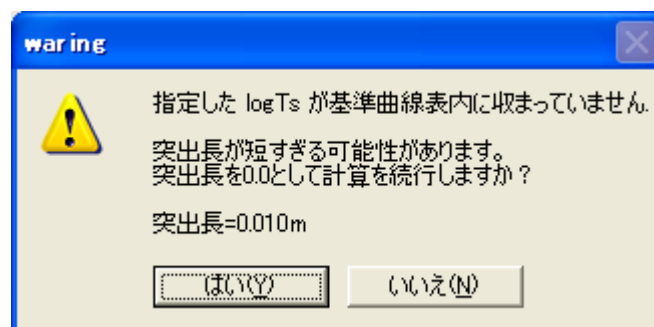 waring
指定した logTs が基準曲線表内に収まっていません.
突出長が短すぎる可能性があります。
突出長を0.0として計算を続行しますか？
突出長=0.010m
はい(Y)
いいえ(N)